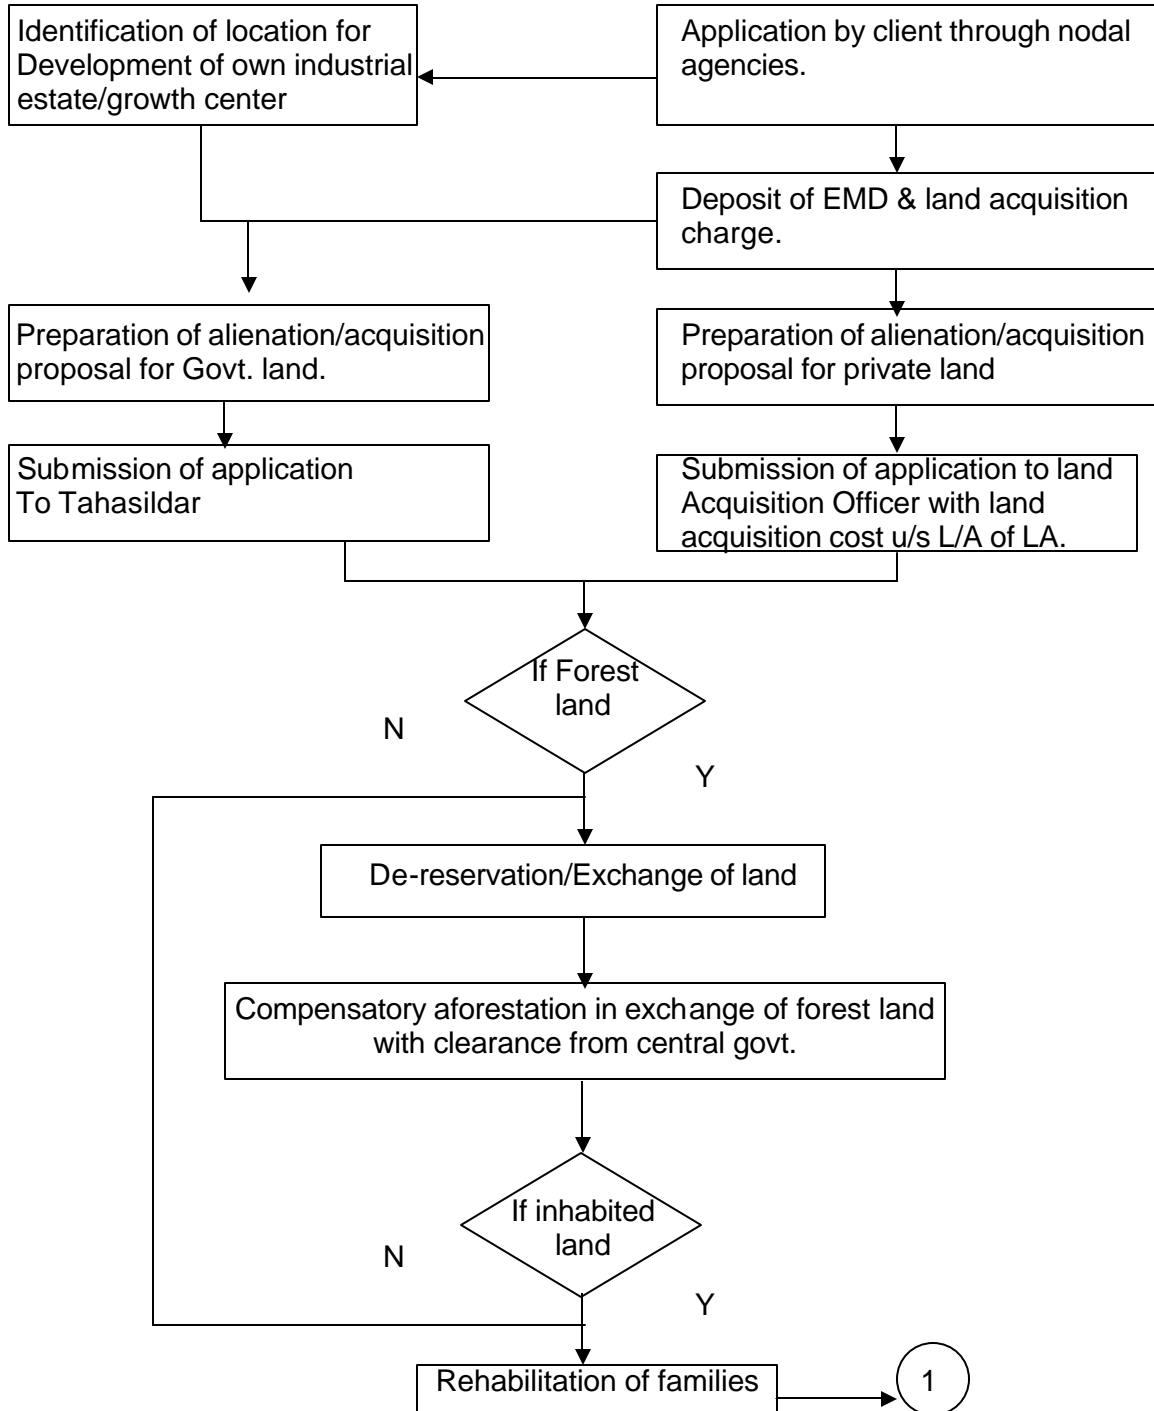 Identification of location for
Development of own industrial
estate/growth center
Application by client through nodal
agencies.
Deposit of EMD & land acquisition
charge.
Preparation of alienation/acquisition
proposal for Govt. land.
Preparation of alienation/acquisition
proposal for private land
Submission of application
To Tahasildar
Submission of application to land
Acquisition Officer with land
acquisition cost u/s L/A of LA.
If Forest
land
N
Y
De-reservation/Exchange of land
Compensatory aforestation in exchange of forest land
with clearance from central govt.
If inhabited
land
N
Y
Rehabilitation of families
1